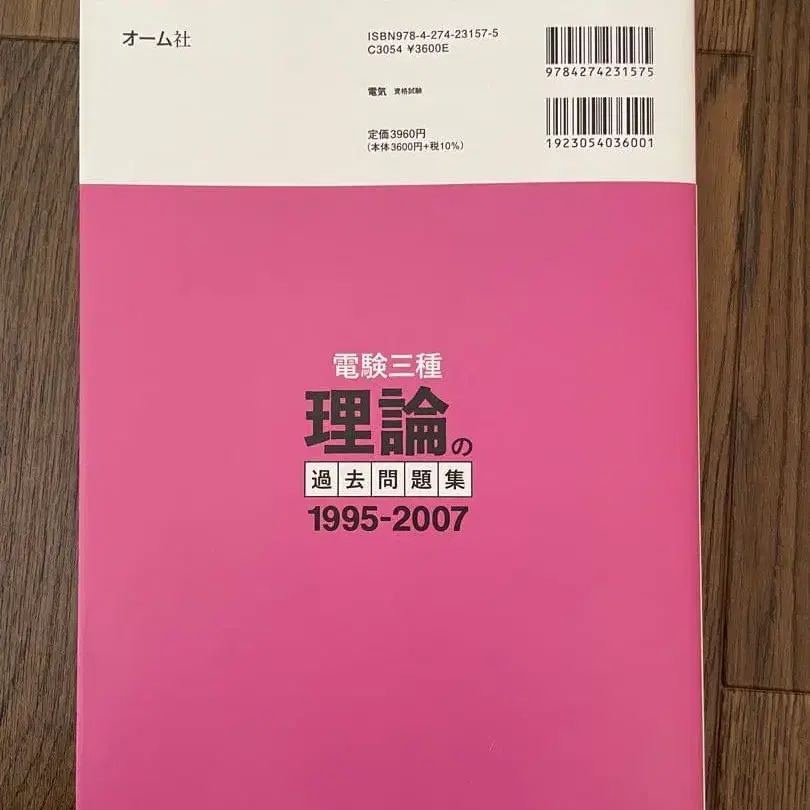 オーム社
ISBN978-4-274-23157-5
C3054 ¥3600E
電気 資格試験
定価3960円
(本体3600円+税10%)
9784274231575
1923054036001
電験三種
理論の
過去問題集
1995-2007